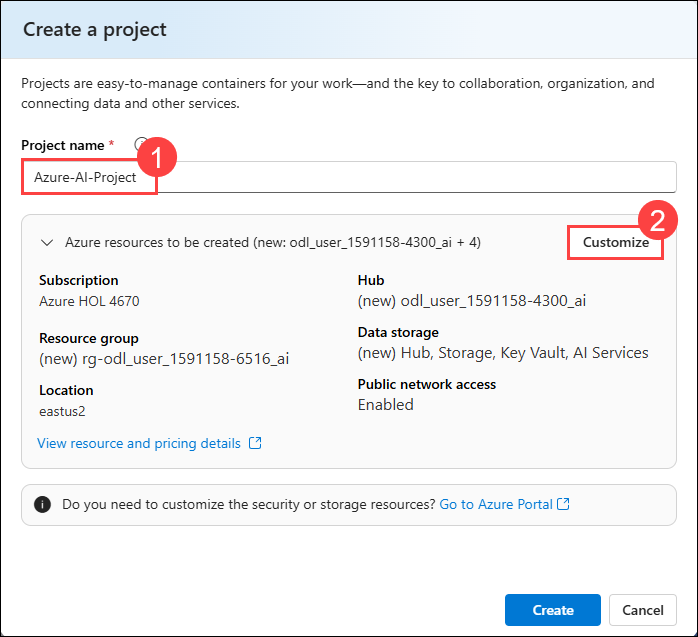 Create a project
Projects are easy-to-manage containers for your work—and the key to collaboration, organization, and
connecting data and other services.
Project name *
1
Azure-AI-Project
2
Azure resources to be created (new: odl_user_1591158-4300_ai + 4)
Customize
Subscription
Azure HOL 4670
Resource group
(new) rg-odl_user_1591158-6516_ai
Location
eastus2
Hub
(new) odl_user_1591158-4300_ai
Data storage
(new) Hub, Storage, Key Vault, AI Services
Public network access
Enabled
View resource and pricing details
Do you need to customize the security or storage resources? Go to Azure Portal
Create
Cancel